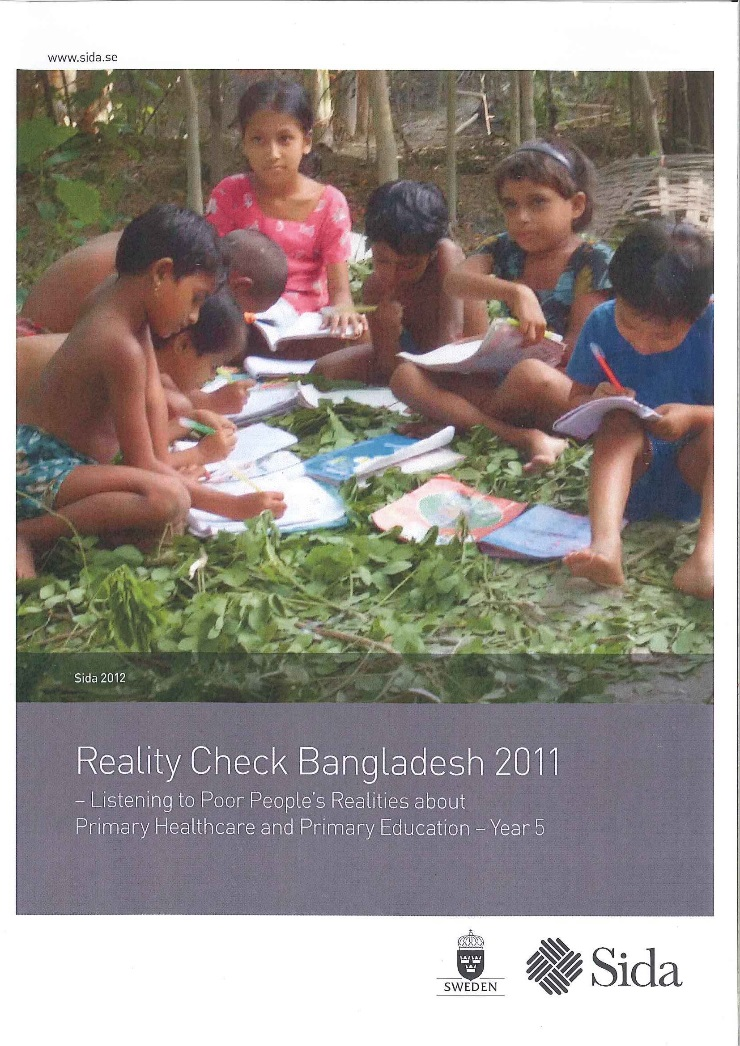 www.sida.se
Sida 2012
Reality Check Bangladesh 2011
– Listening to Poor People's Realities about
Primary Healthcare and Primary Education – Year 5
SWEDEN
Sida